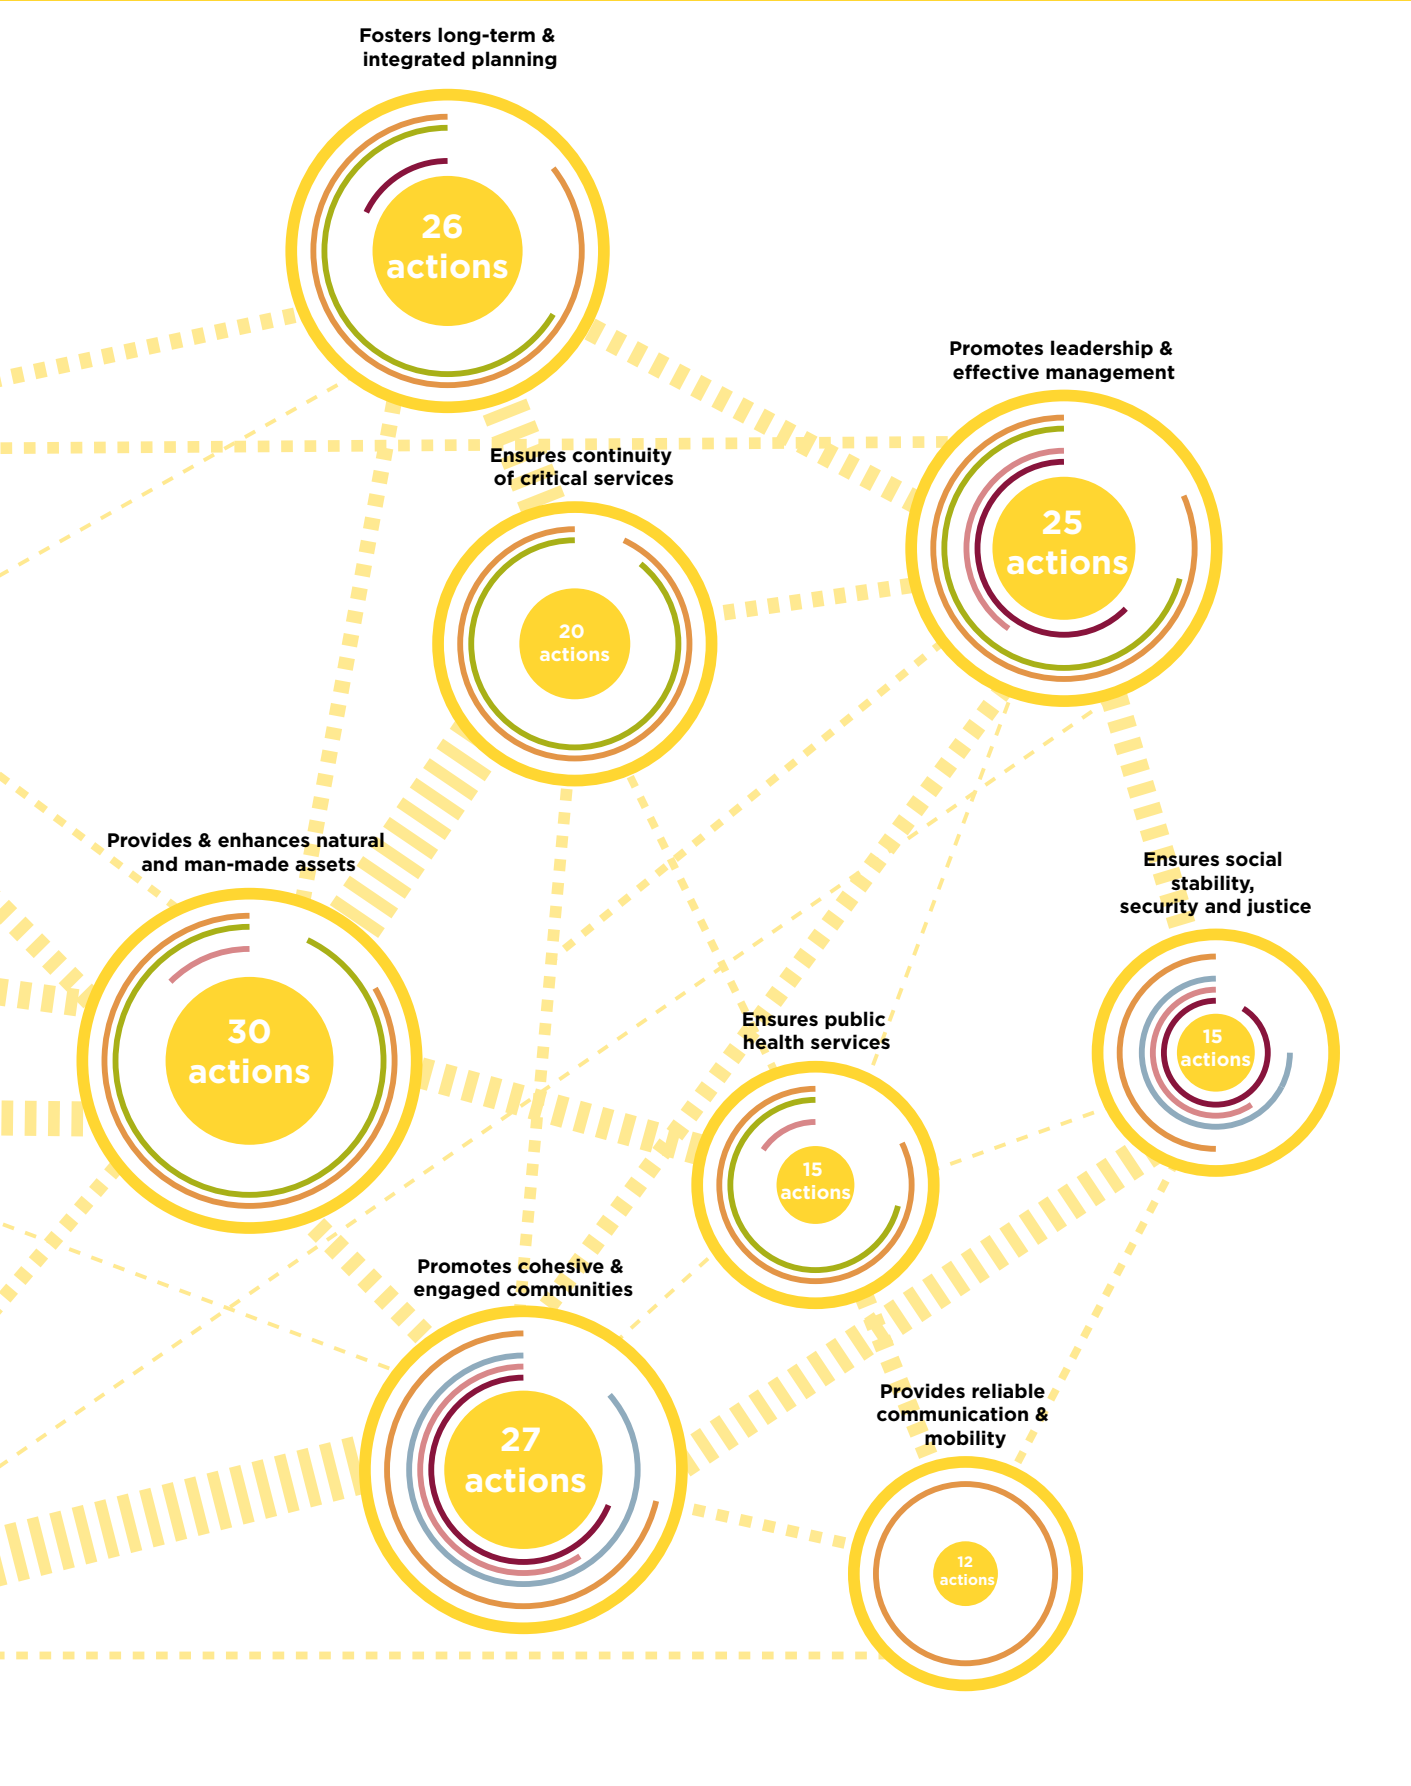 Fosters long-term &
integrated planning
26
actions
Promotes leadership &
effective management
25
actions
Ensures continuity
of critical services
20
actions
Provides & enhances natural
and man-made assets
30
actions
Ensures social
stability,
security and justice
15
actions
Ensures public
health services
15
actions
Promotes cohesive &
engaged communities
27
actions
Provides reliable
communication &
mobility
12
actions